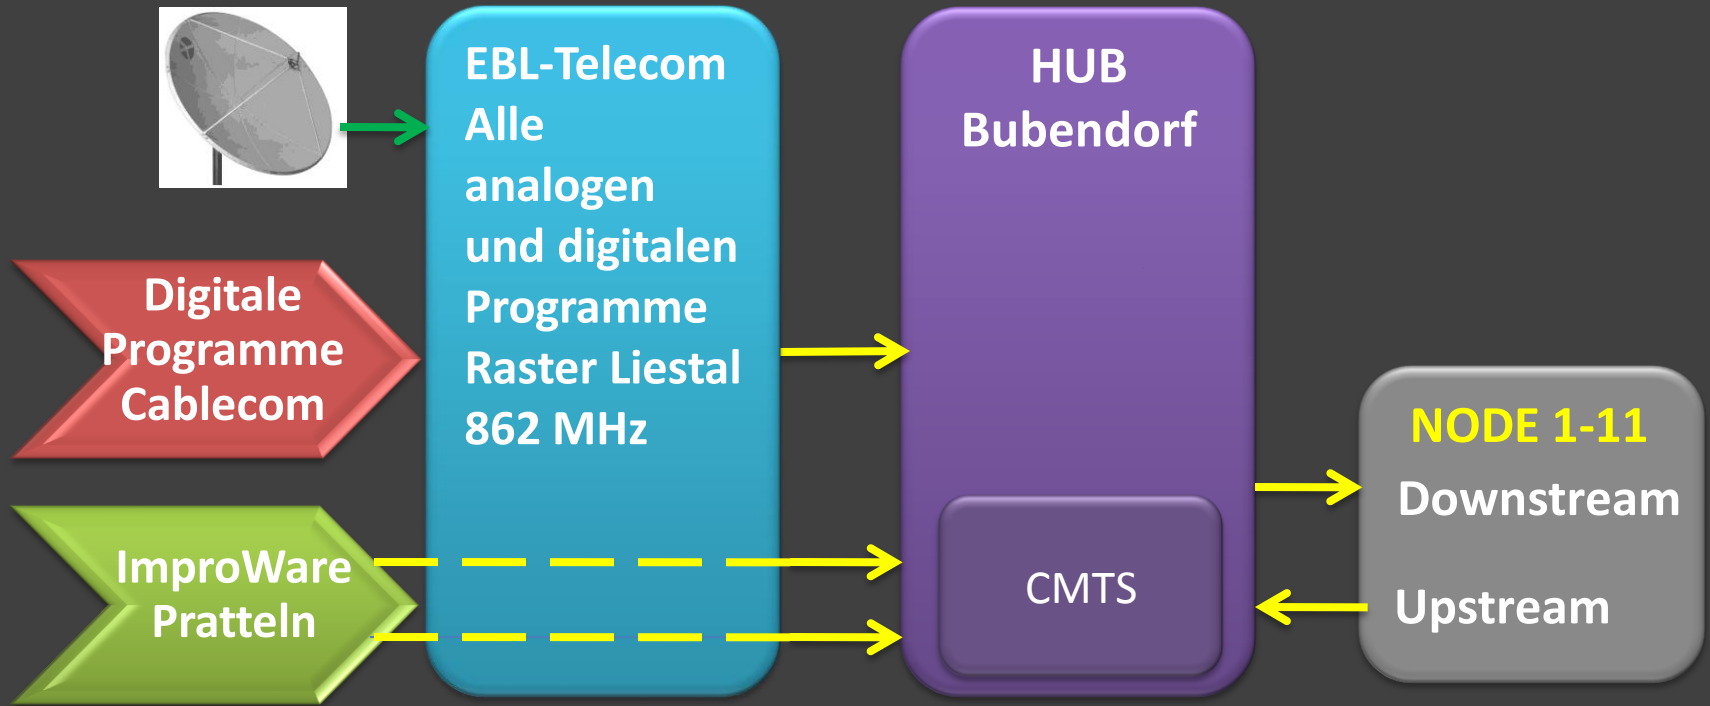 EBL-Telecom
Alle
analogen
und digitalen
Programme
Raster Liestal
862 MHz
HUB
Bubendorf
Digitale
Programme
Cablecom
NODE 1-11
Downstream
Upstream
ImproWare
Pratteln
CMTS